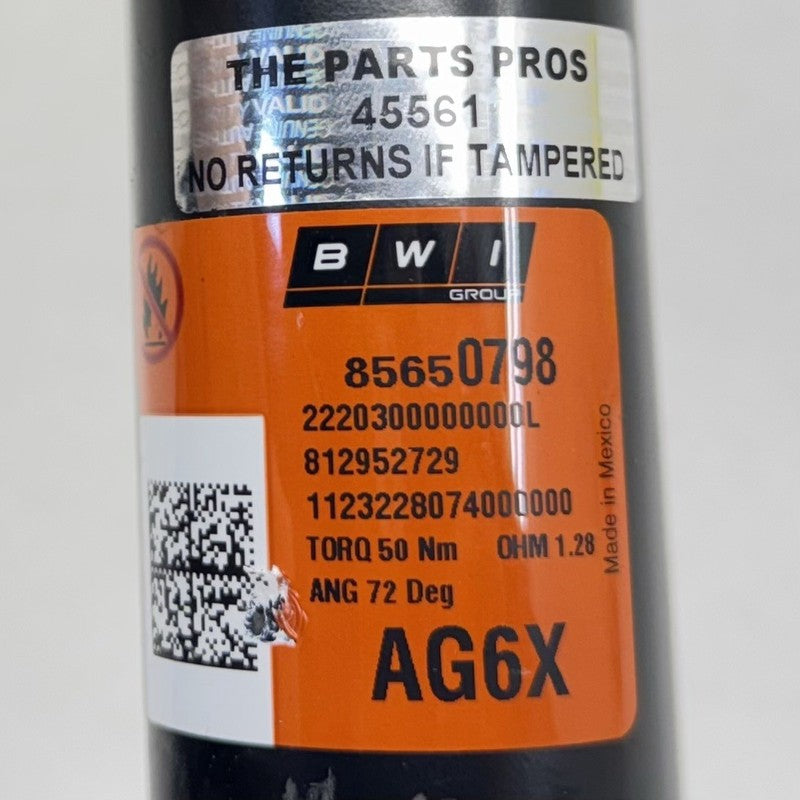 THE PARTS PROS
45561
NO RETURNS IF TAMPERED
BWI
GROUP
85650798
2220300000000L
812952729
1123228074000000
TORQ 50 Nm OHM 1.28
ANG 72 Deg
AG6X
Made in Mexico